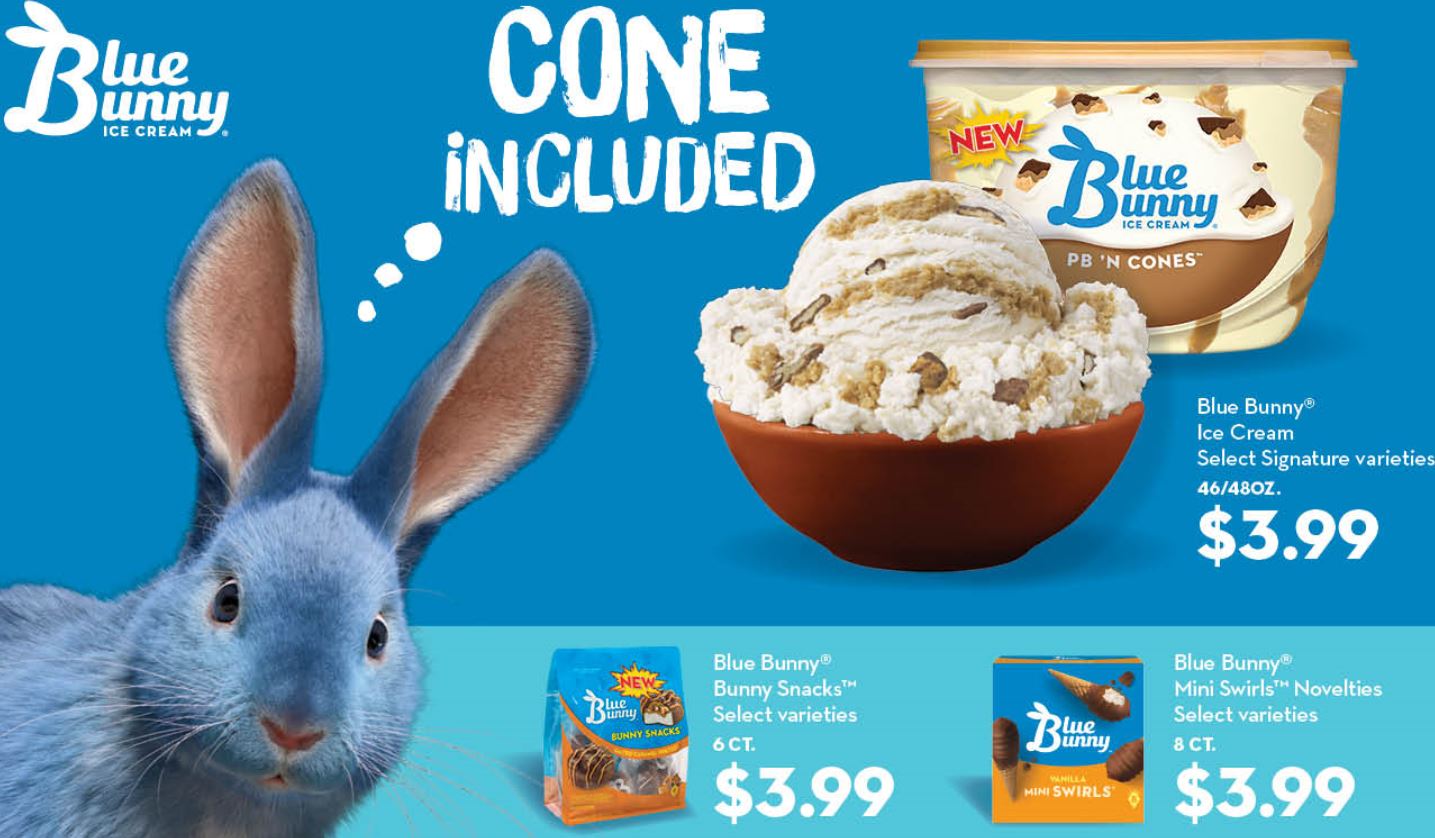 Blue
Bunny
ICE CREAM®
CONE
iNCLUDED
NEW
Blue
Bunny
ICE CREAM®
PB 'N CONES™
Blue Bunny®
Ice Cream
Select Signature varieties
46/48OZ.
$3.99
NEW
Blue
Bunny
BUNNY SNACKS
Blue Bunny®
Bunny Snacks™
Select varieties
6 CT.
$3.99
Blue
Bunny
VANILLA
MINI SWIRLS
Blue Bunny®
Mini Swirls™ Novelties
Select varieties
8 CT.
$3.99